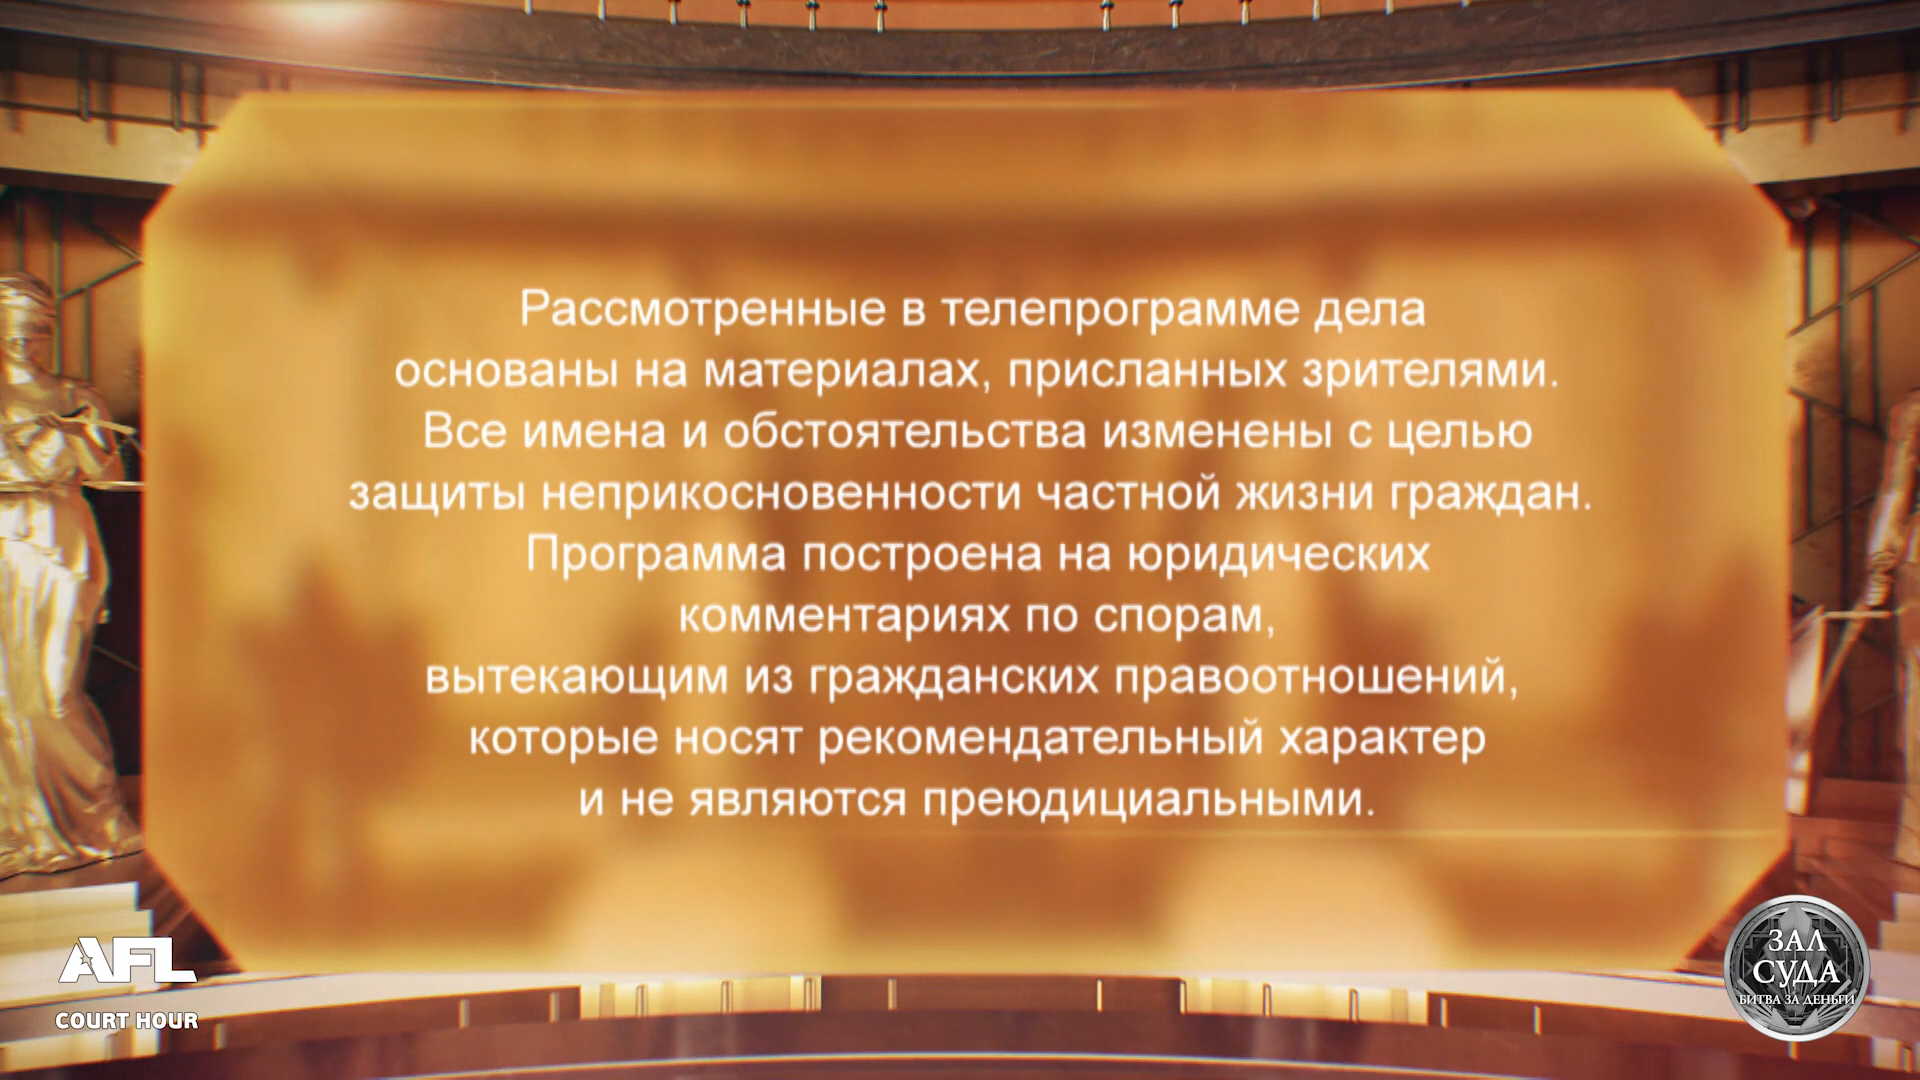 Рассмотренные в телепрограмме дела
основаны на материалах, присланных зрителями.
Все имена и обстоятельства изменены с целью
защиты неприкосновенности частной жизни граждан.
Программа построена на юридических
комментариях по спорам,
вытекающим из гражданских правоотношений,
которые носят рекомендательный характер
и не являются преюдициальными.
AFL
COURT HOUR
ЗАЛ
СУДА
БИТВА ЗА ДЕНЬГИ